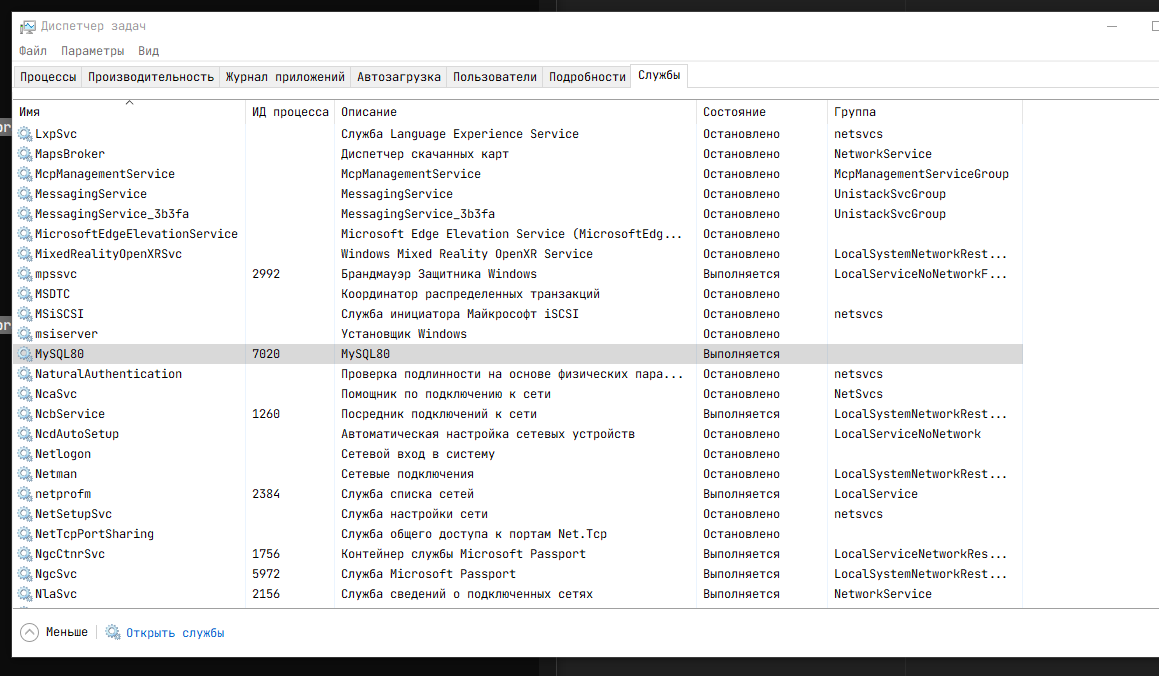 Диспетчер задач
Файл Параметры Вид
Процессы Производительность Журнал приложений Автозагрузка Пользователи Подробности Службы
Имя ИД процесса Описание Состояние Группа
LxpSvc Служба Language Experience Service Остановлено netsvcs
MapsBroker Диспетчер скачанных карт Остановлено NetworkService
McpManagementService McpManagementService Остановлено McpManagementServiceGroup
MessagingService MessagingService Остановлено UnistackSvcGroup
MessagingService_3b3fa MessagingService_3b3fa Остановлено UnistackSvcGroup
MicrosoftEdgeElevationService Microsoft Edge Elevation Service (MicrosoftEdg... Остановлено
MixedRealityOpenXRSvc Windows Mixed Reality OpenXR Service Остановлено LocalSystemNetworkRest...
mpssvc 2992 Брандмауэр Защитника Windows Выполняется LocalServiceNoNetworkF...
MSDTC Координатор распределенных транзакций Остановлено
MSiSCSI Служба инициатора Майкрософт iSCSI Остановлено netsvcs
msiserver Установщик Windows Остановлено
MySQL80 7020 MySQL80 Выполняется
NaturalAuthentication Проверка подлинности на основе физических пара... Остановлено netsvcs
NcaSvc Помощник по подключению к сети Остановлено NetSvcs
NcbService 1260 Посредник подключений к сети Выполняется LocalSystemNetworkRest...
NcdAutoSetup Автоматическая настройка сетевых устройств Остановлено LocalServiceNoNetwork
Netlogon Сетевой вход в систему Остановлено
Netman Сетевые подключения Остановлено LocalSystemNetworkRest...
netprofm 2384 Служба списка сетей Выполняется LocalService
NetSetupSvc Служба настройки сети Остановлено netsvcs
NetTcpPortSharing Служба общего доступа к портам Net.Tcp Остановлено
NgcCtnrSvc 1756 Контейнер службы Microsoft Passport Выполняется LocalServiceNetworkRes...
NgcSvc 5972 Служба Microsoft Passport Выполняется LocalSystemNetworkRest...
NlaSvc 2156 Служба сведений о подключенных сетях Выполняется NetworkService
Меньше Открыть службы